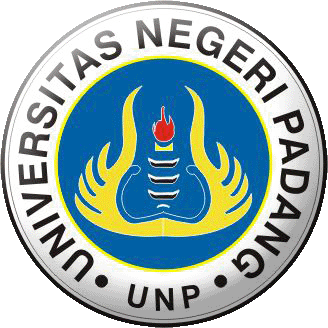 • UNIVERSITAS NEGERI PADANG •
UNP